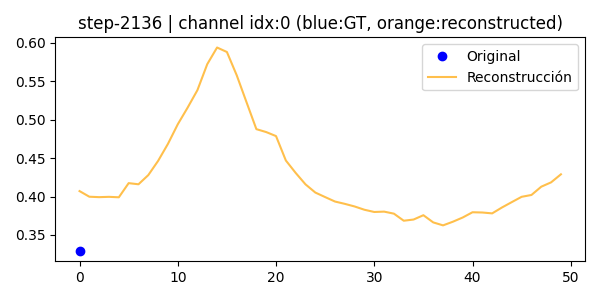 step-2136 | channel idx:0 (blue:GT, orange:reconstructed)
Original
Reconstrucción
0.60
0.55
0.50
0.45
0.40
0.35
0 10 20 30 40 50